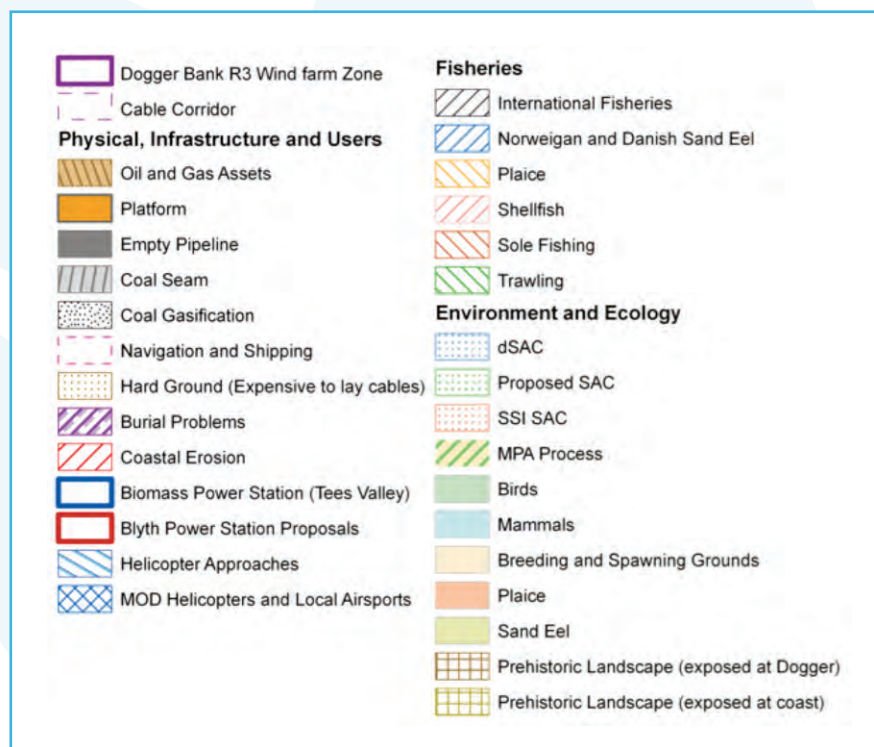 Dogger Bank R3 Wind farm Zone
Cable Corridor
Physical, Infrastructure and Users
Oil and Gas Assets
Platform
Empty Pipeline
Coal Seam
Coal Gasification
Navigation and Shipping
Hard Ground (Expensive to lay cables)
Burial Problems
Coastal Erosion
Biomass Power Station (Tees Valley)
Blyth Power Station Proposals
Helicopter Approaches
MOD Helicopters and Local Airsports
Fisheries
International Fisheries
Norweigan and Danish Sand Eel
Plaice
Shellfish
Sole Fishing
Trawling
Environment and Ecology
dSAC
Proposed SAC
SSI SAC
MPA Process
Birds
Mammals
Breeding and Spawning Grounds
Plaice
Sand Eel
Prehistoric Landscape (exposed at Dogger)
Prehistoric Landscape (exposed at coast)